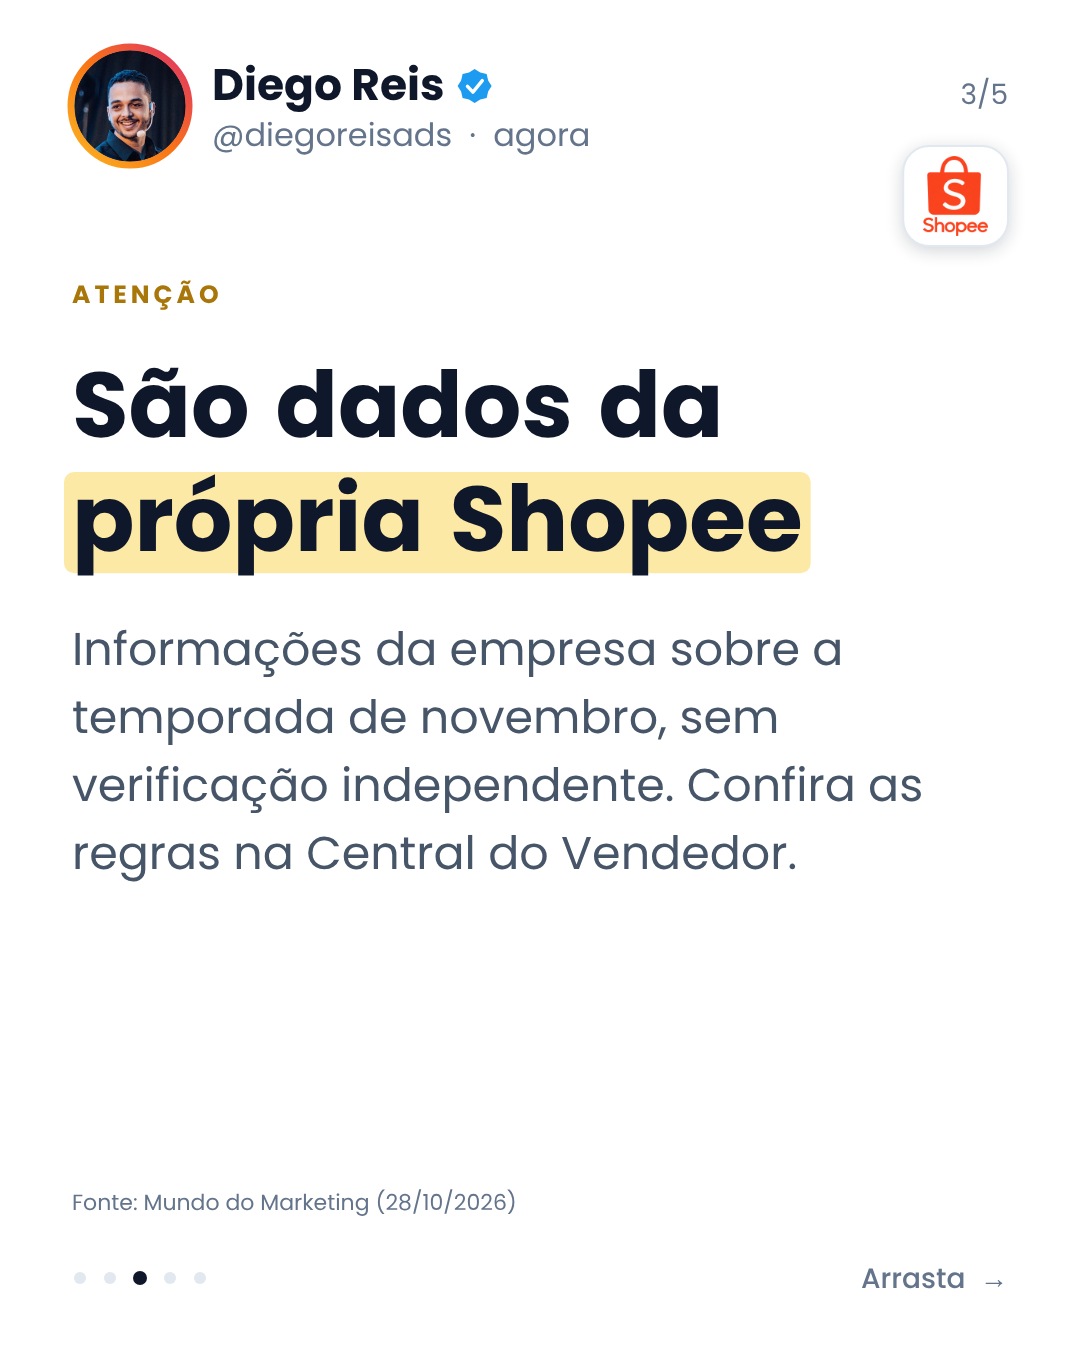 Diego Reis
@diegoreisads · agora
3/5
S
Shopee
ATENÇÃO
São dados da
própria Shopee
Informações da empresa sobre a
temporada de novembro, sem
verificação independente. Confira as
regras na Central do Vendedor.
Fonte: Mundo do Marketing (28/10/2026)
Arrasta →